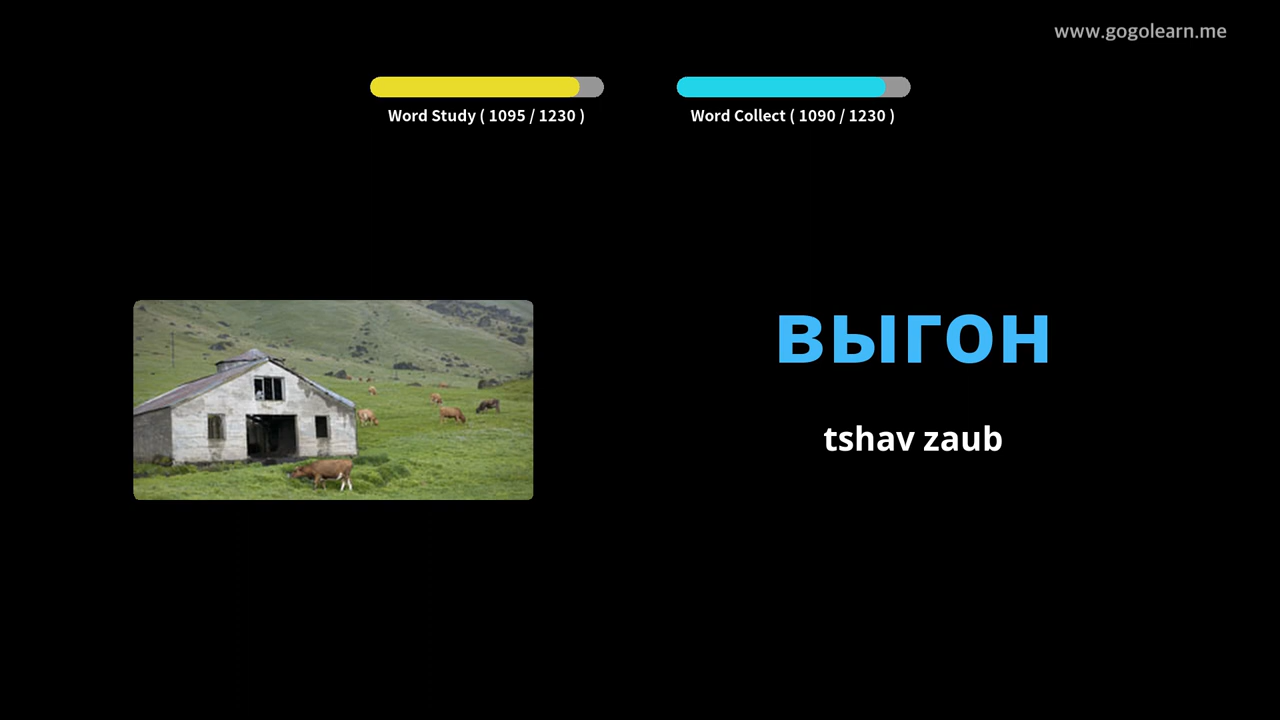 www.gogolearn.me
Word Study ( 1095 / 1230 )
Word Collect ( 1090 / 1230 )
выгон
tshav zaub